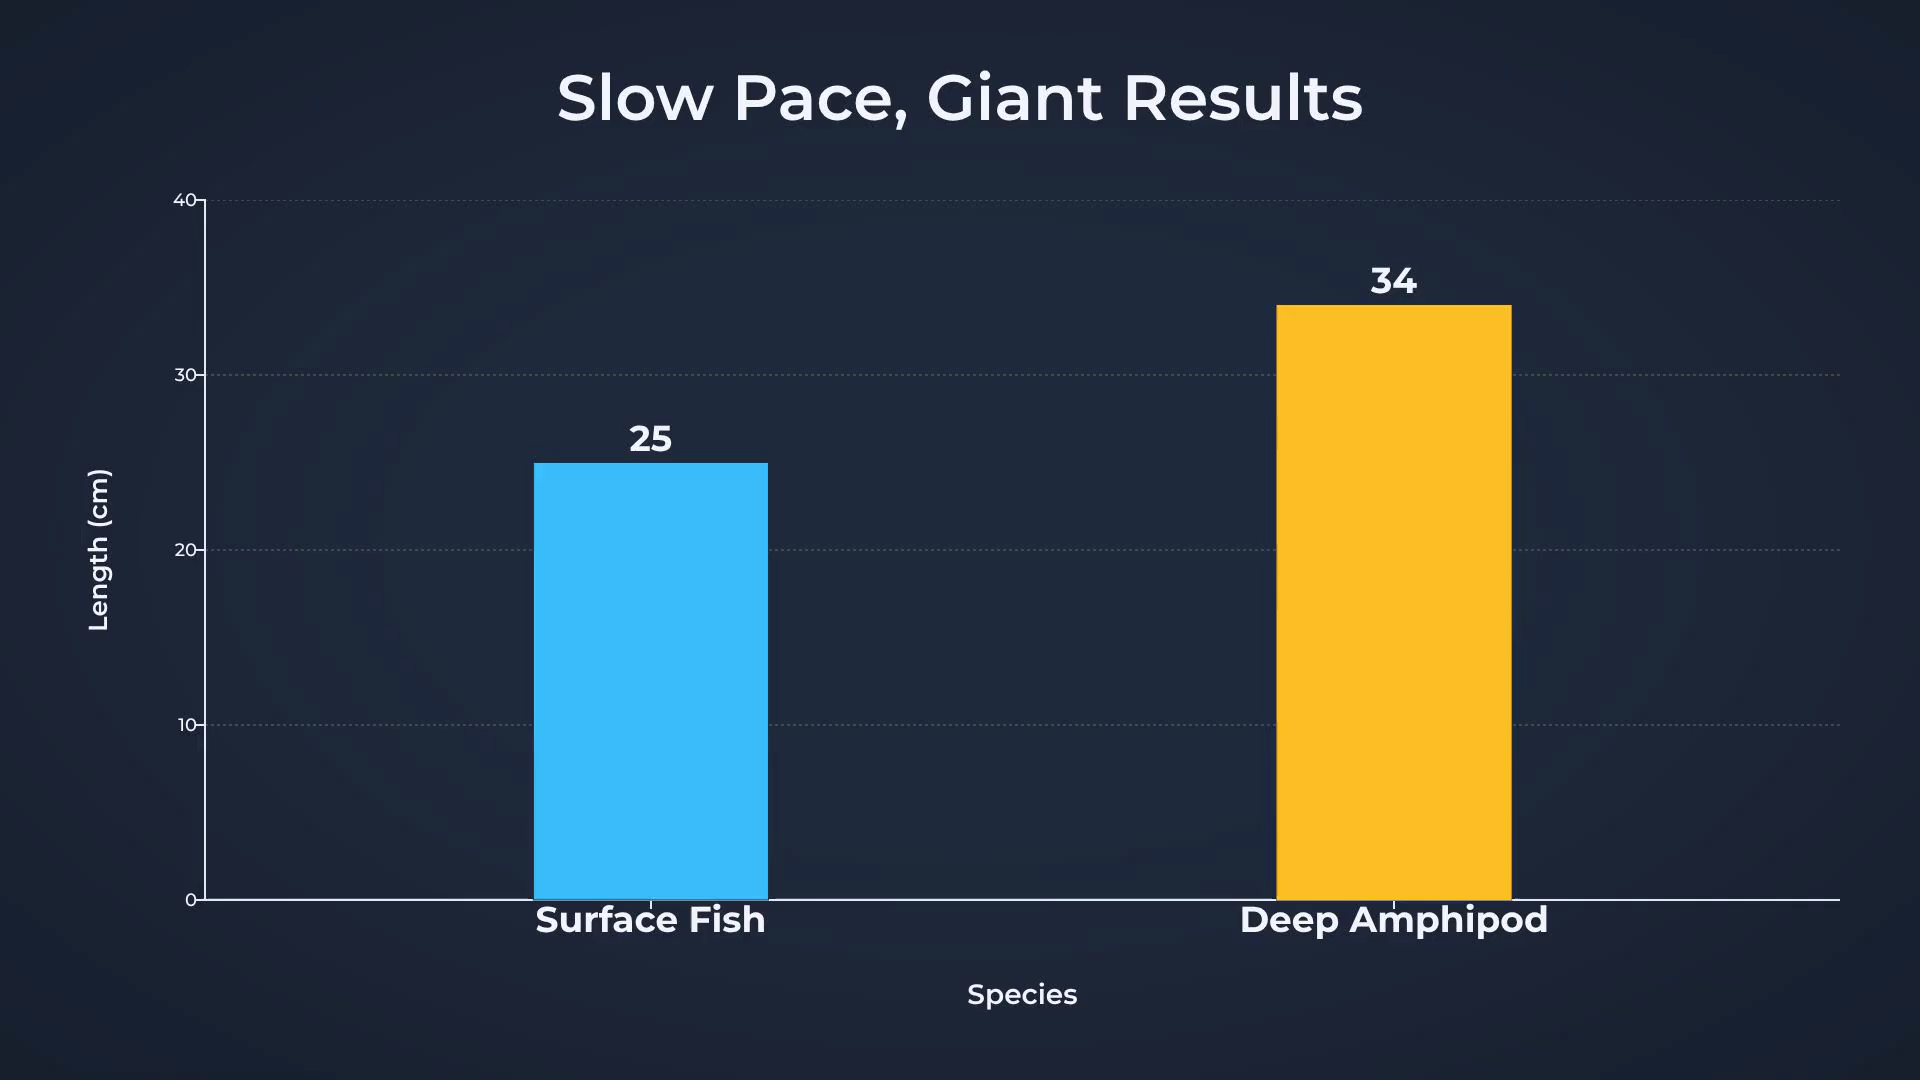 Slow Pace, Giant Results
40
30
20
10
0
Length (cm)
25
34
Surface Fish
Deep Amphipod
Species